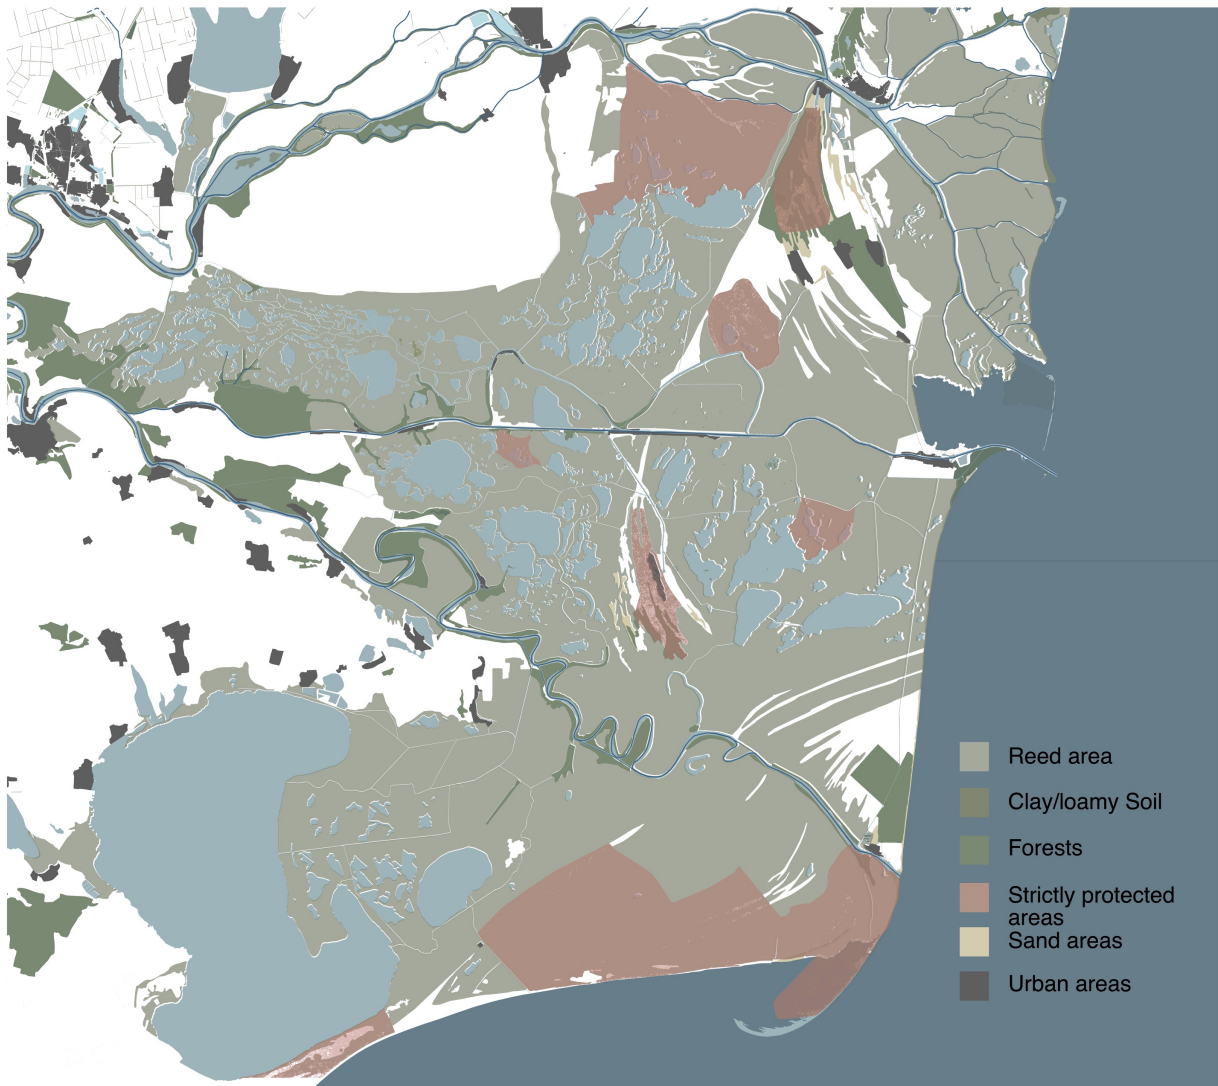 Reed area
Clay/loamy Soil
Forests
Strictly protected
areas
Sand areas
Urban areas